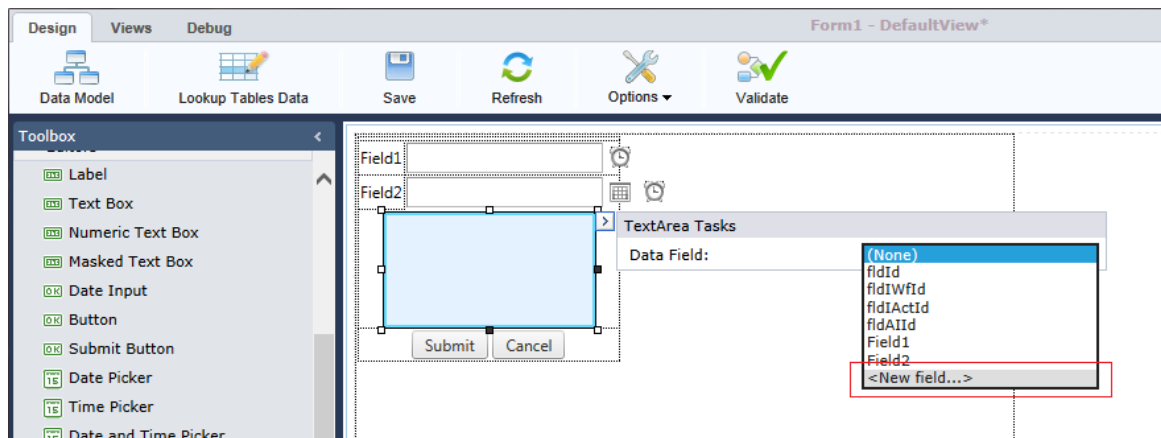 Design Views Debug Form1 - DefaultView*
Data Model Lookup Tables Data Save Refresh Options Validate
Toolbox
Label
Text Box
Numeric Text Box
Masked Text Box
Date Input
Button
Submit Button
Date Picker
Time Picker
Date and Time Picker
Field1
Field2
TextArea Tasks
Data Field:
(None)
fldId
fldIWfId
fldIActId
fldAIId
Field1
Field2
<New field...>
Submit Cancel